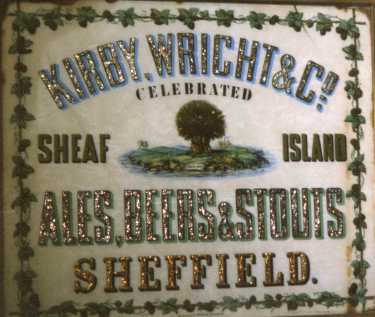 KIRBY, WRIGHT & Co.
CELEBRATED
SHEAF ISLAND
ALES, BEERS & STOUTS
SHEFFIELD.